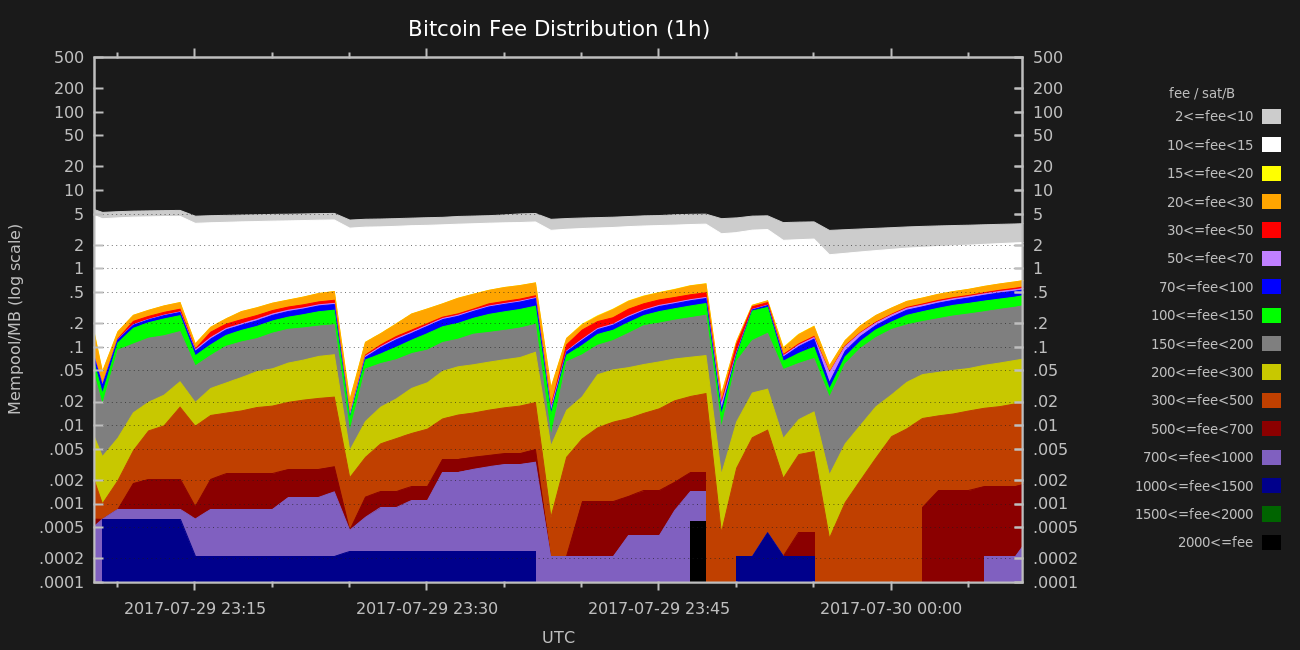 Bitcoin Fee Distribution (1h)
500
200
100
50
20
10
5
2
1
.5
.2
.1
.05
.02
.01
.005
.002
.001
.0005
.0002
.0001
Mempool/MB (log scale)
500
200
100
50
20
10
5
2
1
.5
.2
.1
.05
.02
.01
.005
.002
.001
.0005
.0002
.0001
2017-07-29 23:15
2017-07-29 23:30
2017-07-29 23:45
2017-07-30 00:00
UTC
fee / sat/B
2<=fee<10
10<=fee<15
15<=fee<20
20<=fee<30
30<=fee<50
50<=fee<70
70<=fee<100
100<=fee<150
150<=fee<200
200<=fee<300
300<=fee<500
500<=fee<700
700<=fee<1000
1000<=fee<1500
1500<=fee<2000
2000<=fee